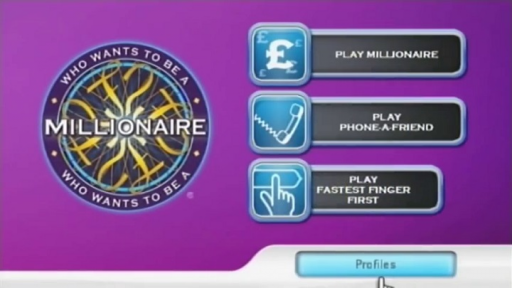 WHO WANTS TO BE A
MILLIONAIRE
WHO WANTS TO BE A
£
£
£
£
£
PLAY MILLIONAIRE
PLAY
PHONE-A-FRIEND
PLAY
FASTEST FINGER
FIRST
Profiles